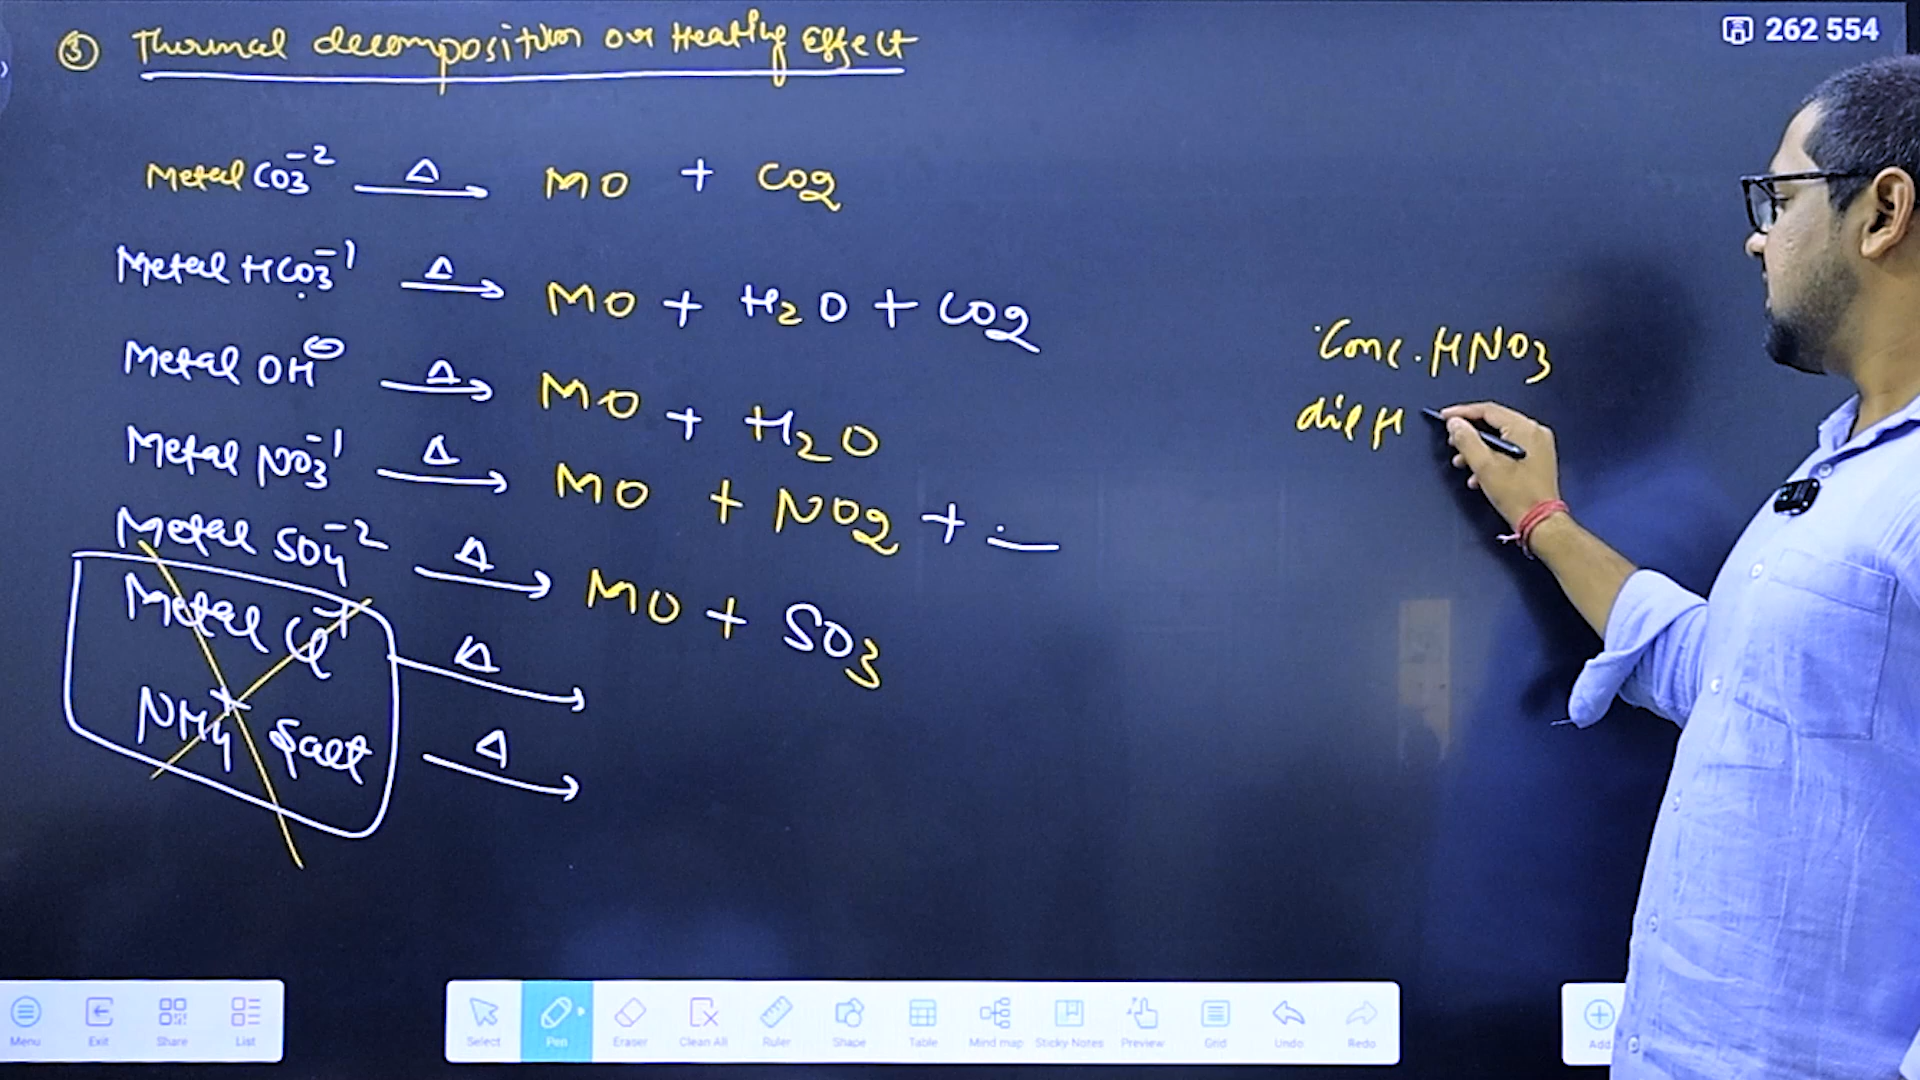 262 554
③ Thermal decomposition or Heating Effect
Metal CO3⁻² Δ→ MO + CO2
Metal HCO3⁻¹ Δ→ MO + H2O + CO2
Metal OH⊖ Δ→ MO + H2O
Metal NO3⁻¹ Δ→ MO + NO2 + —
Metal SO4⁻² Δ→ MO + SO3
Metal Cl⁻¹ Δ→
NH4⁺ Salt Δ→
Conc. HNO3
dil H
Menu Exit Share List
Select Pen Eraser Clean All Ruler Shape Table Mind map Sticky Notes Preview Grid Undo Redo
Add